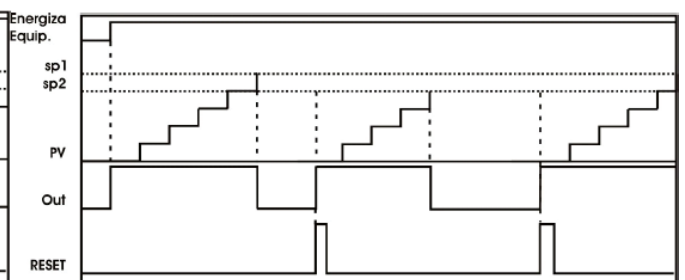 Energiza
Equip.
sp1
sp2
PV
Out
RESET